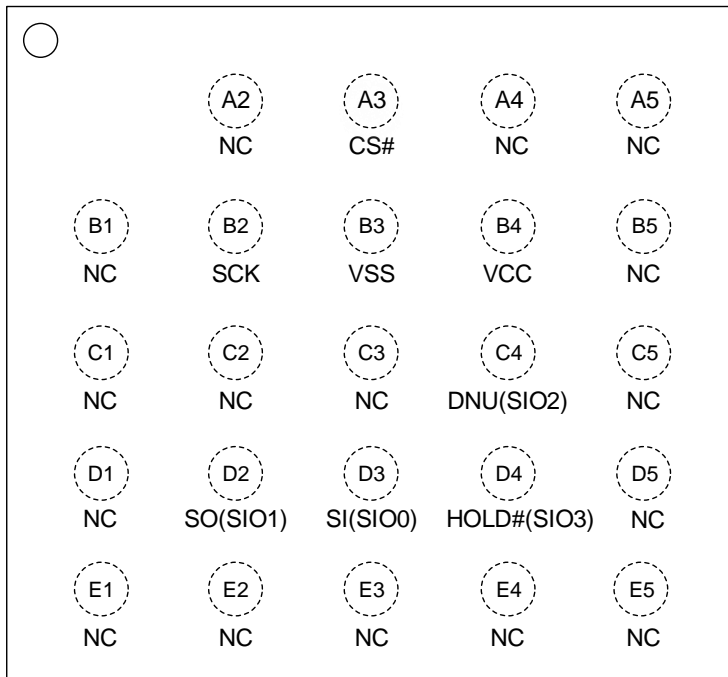 A2 A3 A4 A5
NC CS# NC NC
B1 B2 B3 B4 B5
NC SCK VSS VCC NC
C1 C2 C3 C4 C5
NC NC NC DNU(SIO2) NC
D1 D2 D3 D4 D5
NC SO(SIO1) SI(SIO0) HOLD#(SIO3) NC
E1 E2 E3 E4 E5
NC NC NC NC NC